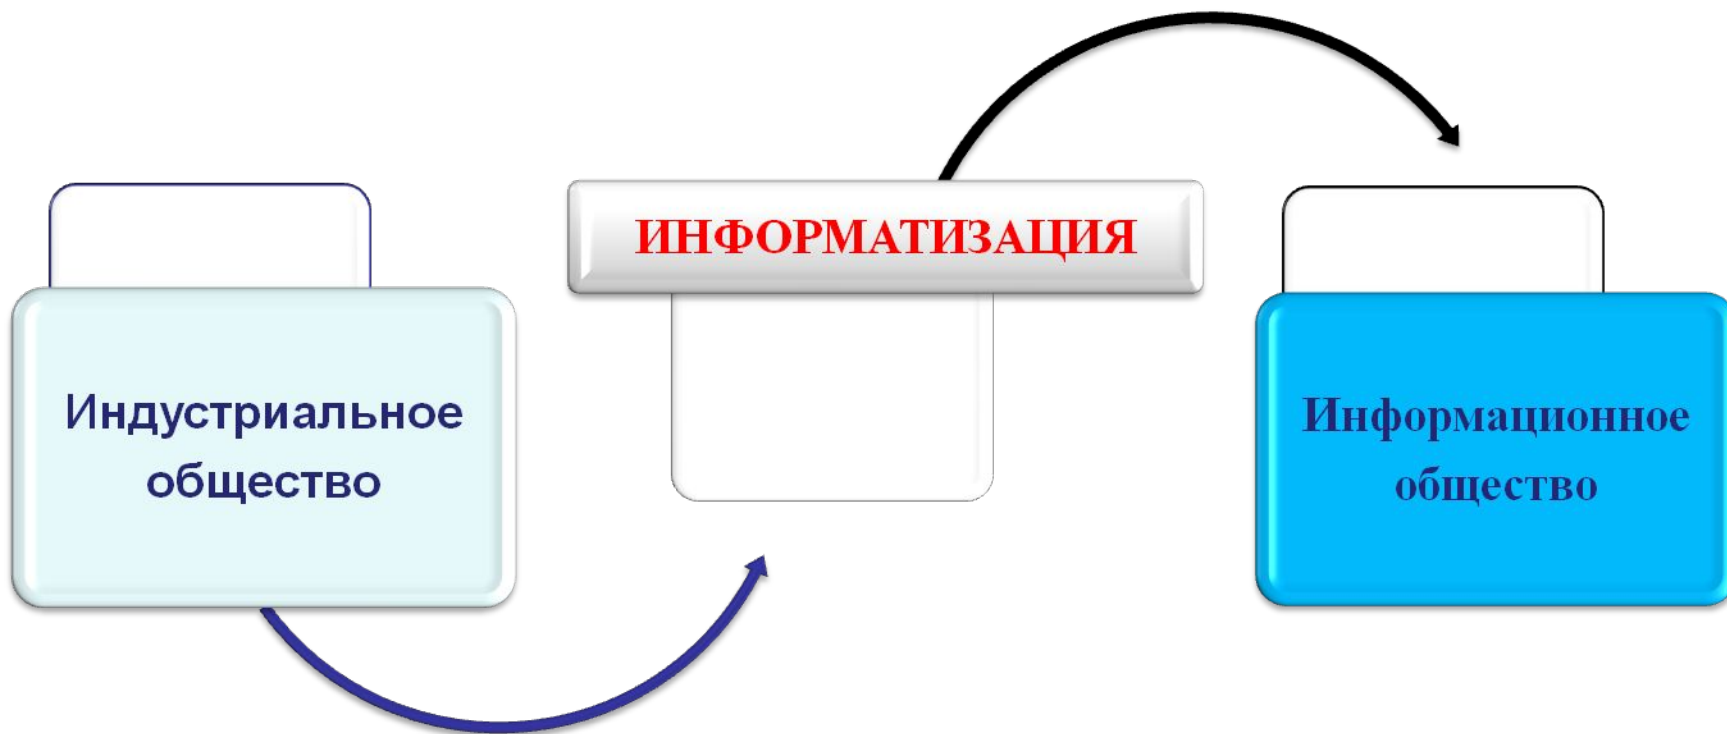 ИНФОРМАТИЗАЦИЯ
Индустриальное
общество
Информационное
общество